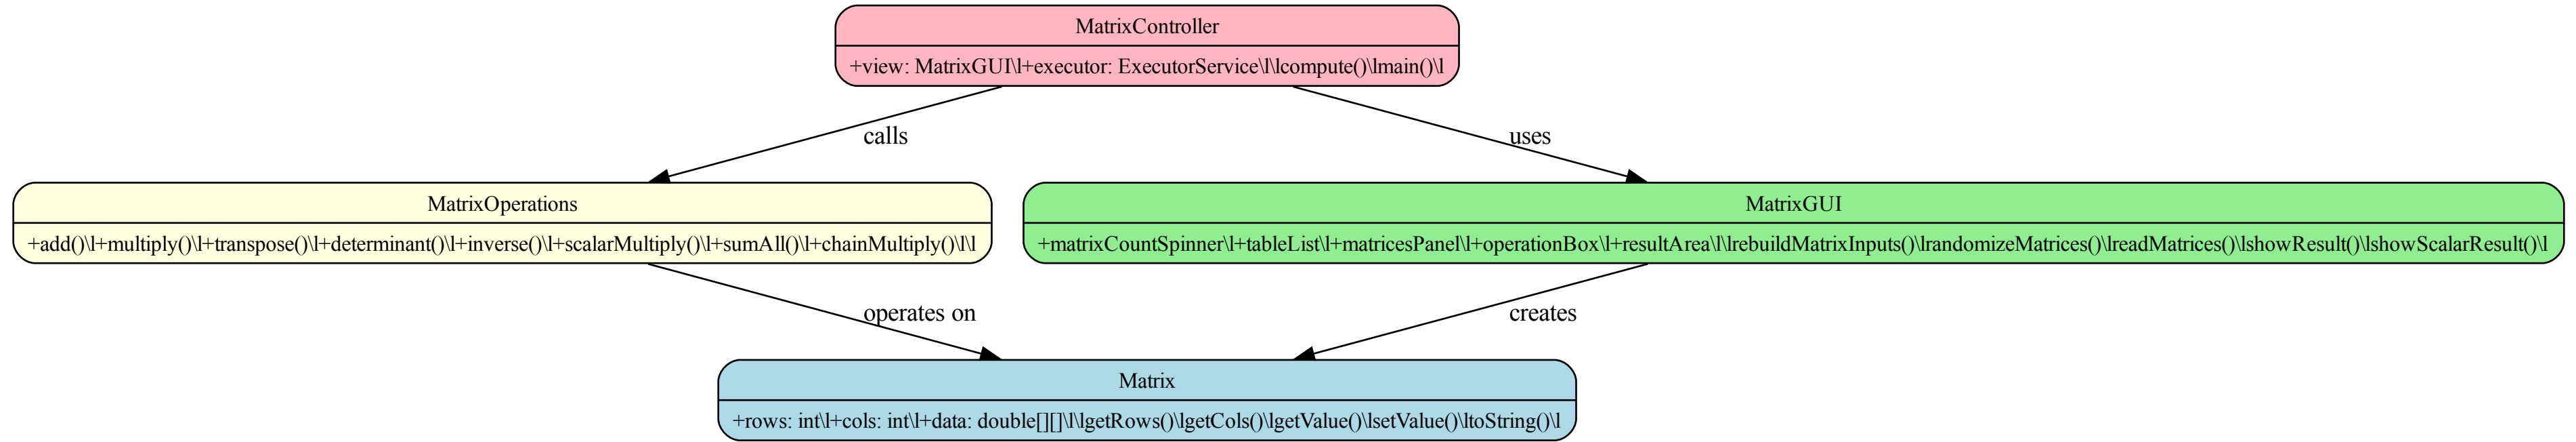 MatrixController
+view: MatrixGUI\l+executor: ExecutorService\l\lcompute()\lmain()\l
calls
uses
MatrixOperations
+add()\l+multiply()\l+transpose()\l+determinant()\l+inverse()\l+scalarMultiply()\l+sumAll()\l+chainMultiply()\l\l
MatrixGUI
+matrixCountSpinner\l+tableList\l+matricesPanel\l+operationBox\l+resultArea\l\lrebuildMatrixInputs()\lrandomizeMatrices()\lreadMatrices()\lshowResult()\lshowScalarResult()\l
operates on
creates
Matrix
+rows: int\l+cols: int\l+data: double[][]\l\lgetRows()\lgetCols()\lgetValue()\lsetValue()\ltoString()\l